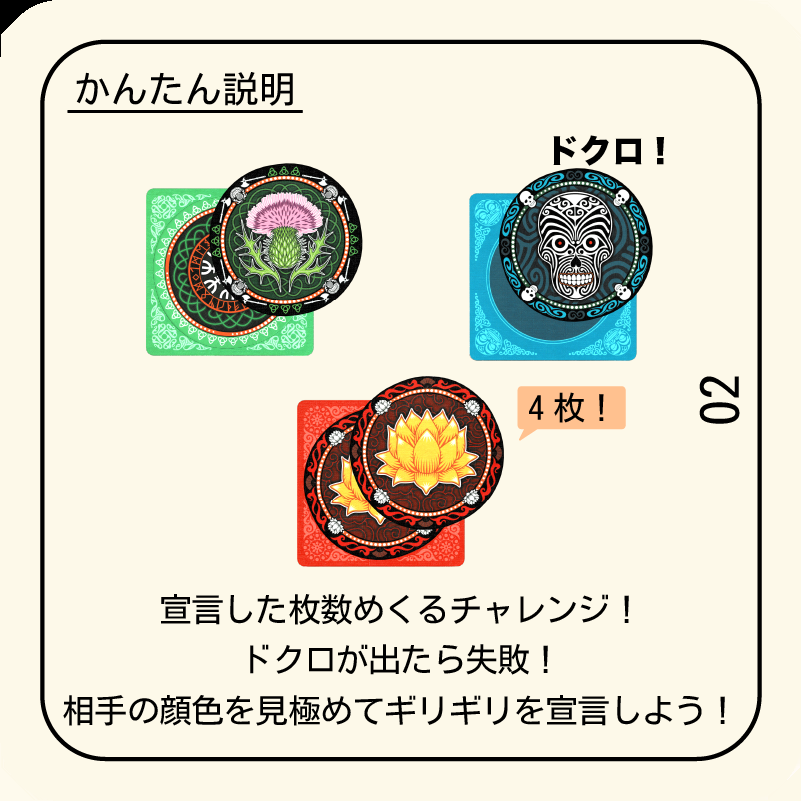 かんたん説明
ドクロ！
4枚！
02
宣言した枚数めくるチャレンジ！
ドクロが出たら失敗！
相手の顔色を見極めてギリギリを宣言しよう！